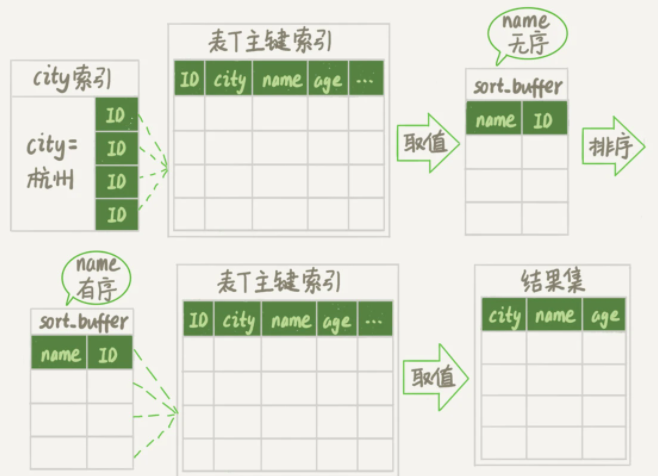 name
无序
表T主键索引
city索引
ID city name age ...
sort_buffer
name ID
ID
city=
杭州
ID
ID
ID
取值
排序
name
有序
表T主键索引
结果集
sort_buffer
ID city name age ...
city name age
name ID
取值